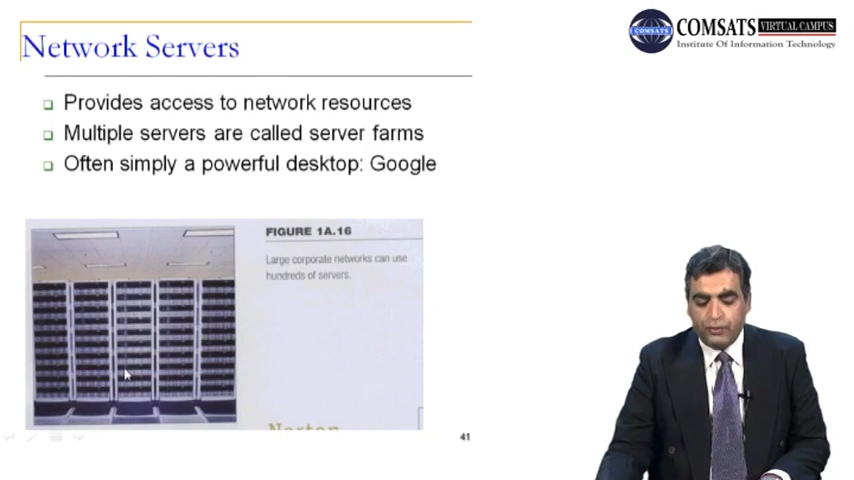 Network Servers
COMSATS VIRTUAL CAMPUS
COMSATS
Institute Of Information Technology
Provides access to network resources
Multiple servers are called server farms
Often simply a powerful desktop: Google
FIGURE 1A.16
Large corporate networks can use
hundreds of servers.
Norton
41